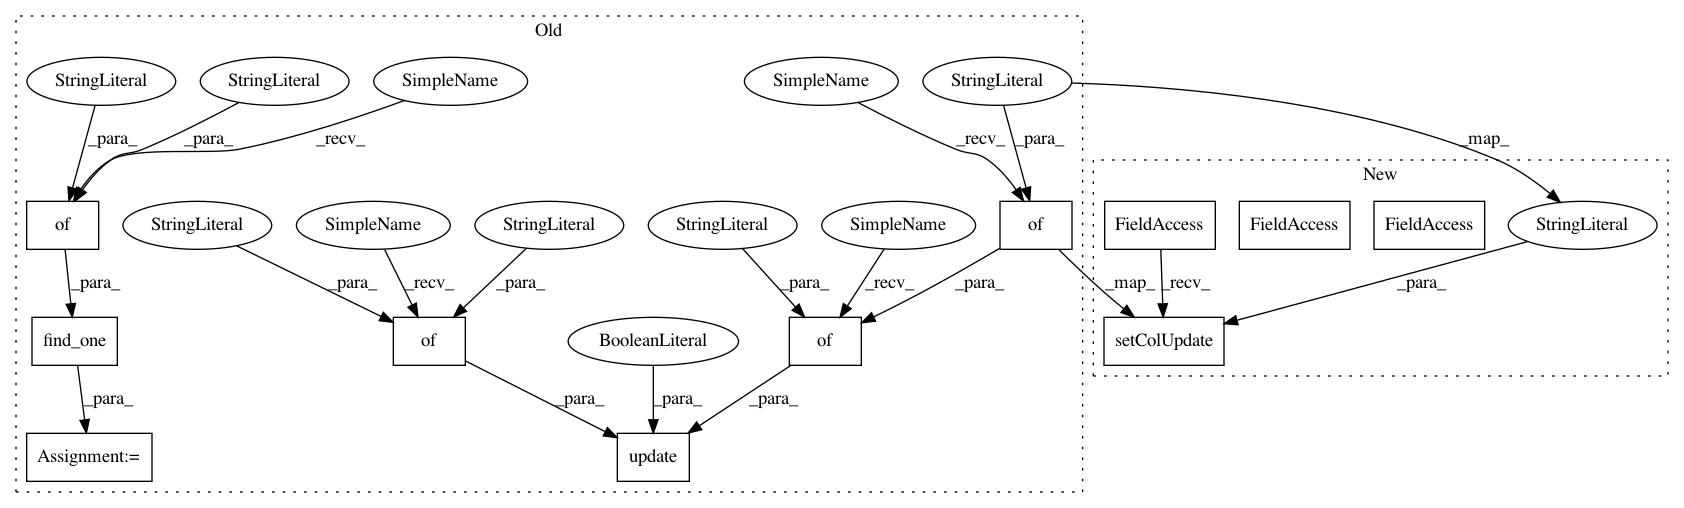 Old
StringLiteral
StringLiteral
SimpleName
SimpleName
StringLiteral
_para_
_para_
_recv_
_recv_
_para_
_map_
New
of
StringLiteral
SimpleName
StringLiteral
StringLiteral
SimpleName
of
FieldAccess
FieldAccess
FieldAccess
StringLiteral
_para_
_para_
_recv_
_para_
_para_
_recv_
_para_
_map_
_recv_
_para_
find_one
of
BooleanLiteral
of
setColUpdate
_para_
_para_
_para_
_para_
Assignment:=
update